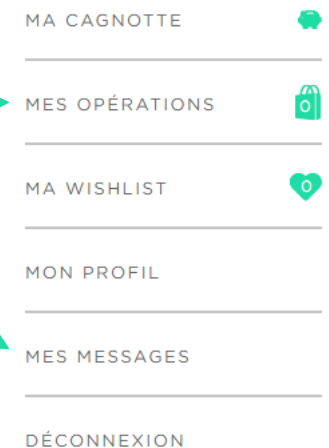 MA CAGNOTTE
MES OPÉRATIONS
0
MA WISHLIST
0
MON PROFIL
MES MESSAGES
DÉCONNEXION